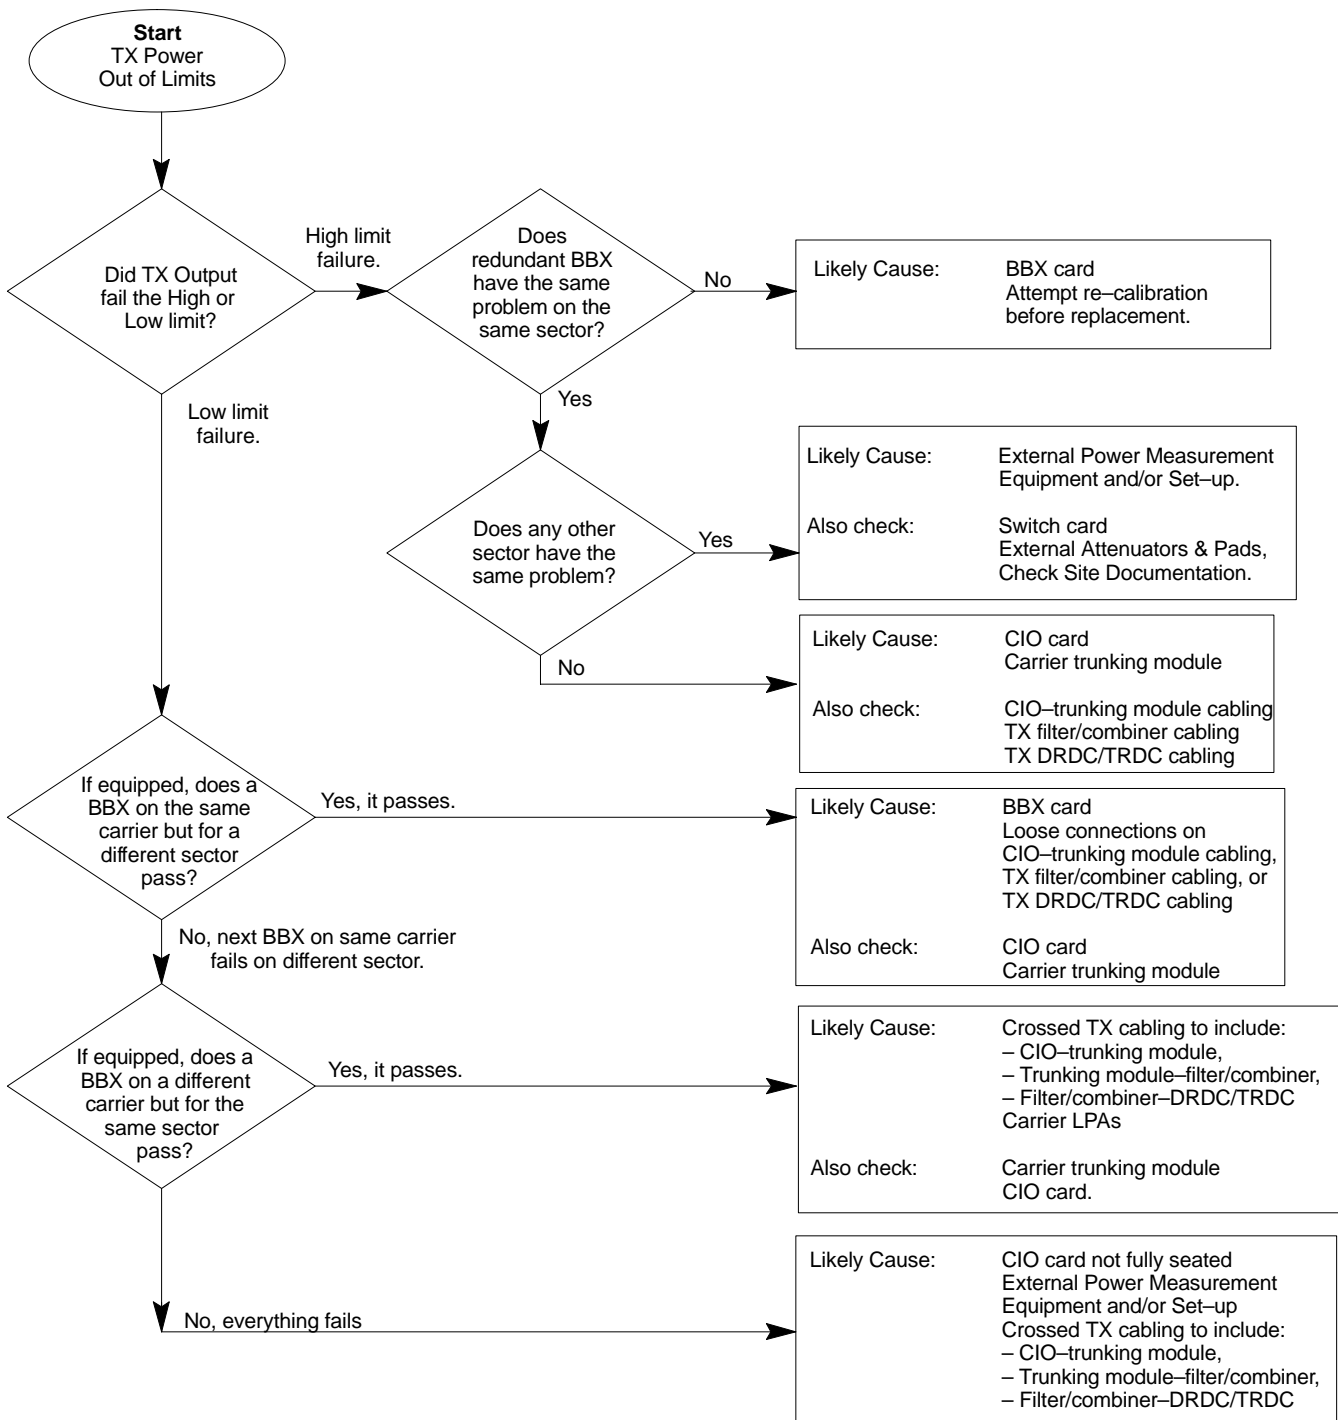 Start
TX Power
Out of Limits
Did TX Output
fail the High or
Low limit?
High limit
failure.
Does
redundant BBX
have the same
problem on the
same sector?
No
Likely Cause: BBX card
Attempt re–calibration
before replacement.
Low limit
failure.
Yes
Does any other
sector have the
same problem?
Yes
Likely Cause: External Power Measurement
Equipment and/or Set–up.
Also check: Switch card
External Attenuators & Pads,
Check Site Documentation.
No
Likely Cause: CIO card
Carrier trunking module
Also check: CIO–trunking module cabling
TX filter/combiner cabling
TX DRDC/TRDC cabling
If equipped, does a
BBX on the same
carrier but for a
different sector
pass?
Yes, it passes.
Likely Cause: BBX card
Loose connections on
CIO–trunking module cabling,
TX filter/combiner cabling, or
TX DRDC/TRDC cabling
Also check: CIO card
Carrier trunking module
No, next BBX on same carrier
fails on different sector.
If equipped, does a
BBX on a different
carrier but for the
same sector
pass?
Yes, it passes.
Likely Cause: Crossed TX cabling to include:
– CIO–trunking module,
– Trunking module–filter/combiner,
– Filter/combiner–DRDC/TRDC
Carrier LPAs
Also check: Carrier trunking module
CIO card.
No, everything fails
Likely Cause: CIO card not fully seated
External Power Measurement
Equipment and/or Set–up
Crossed TX cabling to include:
– CIO–trunking module,
– Trunking module–filter/combiner,
– Filter/combiner–DRDC/TRDC